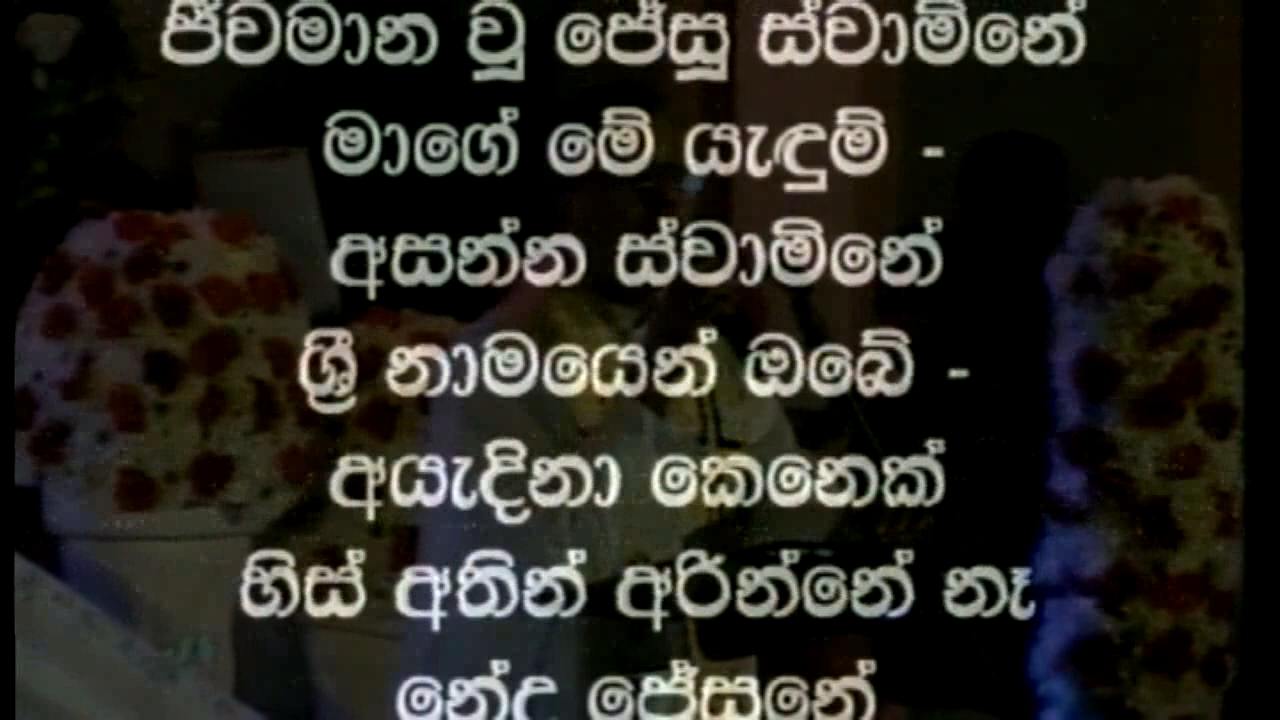 ජීවමාන වූ ජේසු ස්වාමිනේ
මාගේ මේ යැඳුම් -
අසන්න ස්වාමිනේ
ශ්‍රී නාමයෙන් ඔබේ -
අයැදිනා කෙනෙක්
හිස් අතින් අරින්නේ නෑ
නේද ජේසුනේ